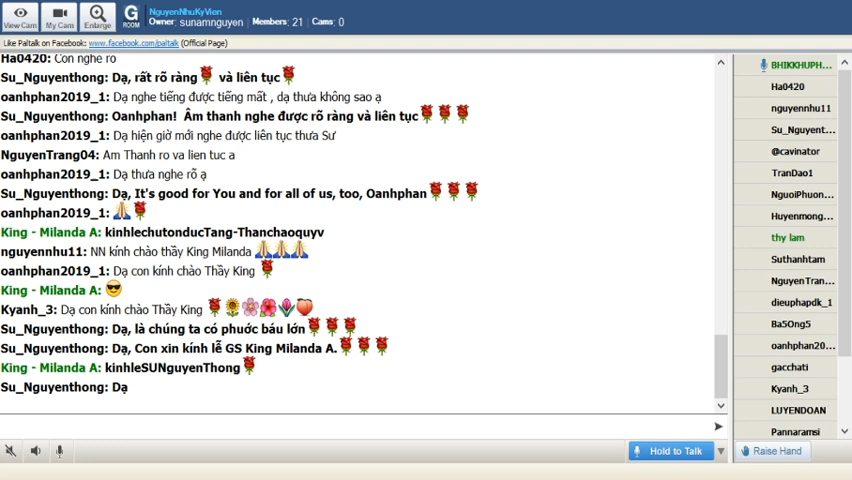 View Cam
My Cam
Enlarge
G
ROOM
NguyenNhuKyVien
Owner: sunamnguyen Members: 21 Cams: 0
Like Paltalk on Facebook: www.facebook.com/paltalk (Official Page)
Ha0420: Con nghe ro
Su_Nguyenthong: Dạ, rất rõ ràng và liên tục
oanhphan2019_1: Dạ nghe tiếng được tiếng mất , dạ thưa không sao ạ
Su_Nguyenthong: Oanhphan! Âm thanh nghe được rõ ràng và liên tục
oanhphan2019_1: Dạ hiện giờ mới nghe được liên tục thưa Sư
NguyenTrang04: Am Thanh ro va lien tuc a
oanhphan2019_1: Dạ thưa nghe rõ ạ
Su_Nguyenthong: Dạ, It's good for You and for all of us, too, Oanhphan
oanhphan2019_1:
King - Milanda A: kinhlechutonducTang-Thanchaoquyv
nguyennhu11: NN kính chào thầy King Milanda
oanhphan2019_1: Dạ con kính chào Thầy King
King - Milanda A:
Kyanh_3: Dạ con kính chào Thầy King
Su_Nguyenthong: Dạ, là chúng ta có phước báu lớn
Su_Nguyenthong: Dạ, Con xin kính lễ GS King Milanda A.
King - Milanda A: kinhleSUNguyenThong
Su_Nguyenthong: Dạ
BHIKKHUPH...
Ha0420
nguyennhu11
Su_Nguyent...
@cavinator
TranDao1
NguoiPhuon...
Huyenmong...
thy lam
Suthanhtam
NguyenTran...
dieuphapdk_1
Ba5Ong5
oanhphan20...
gacchati
Kyanh_3
LUYENDOAN
Pannaramsi
Hold to Talk
Raise Hand